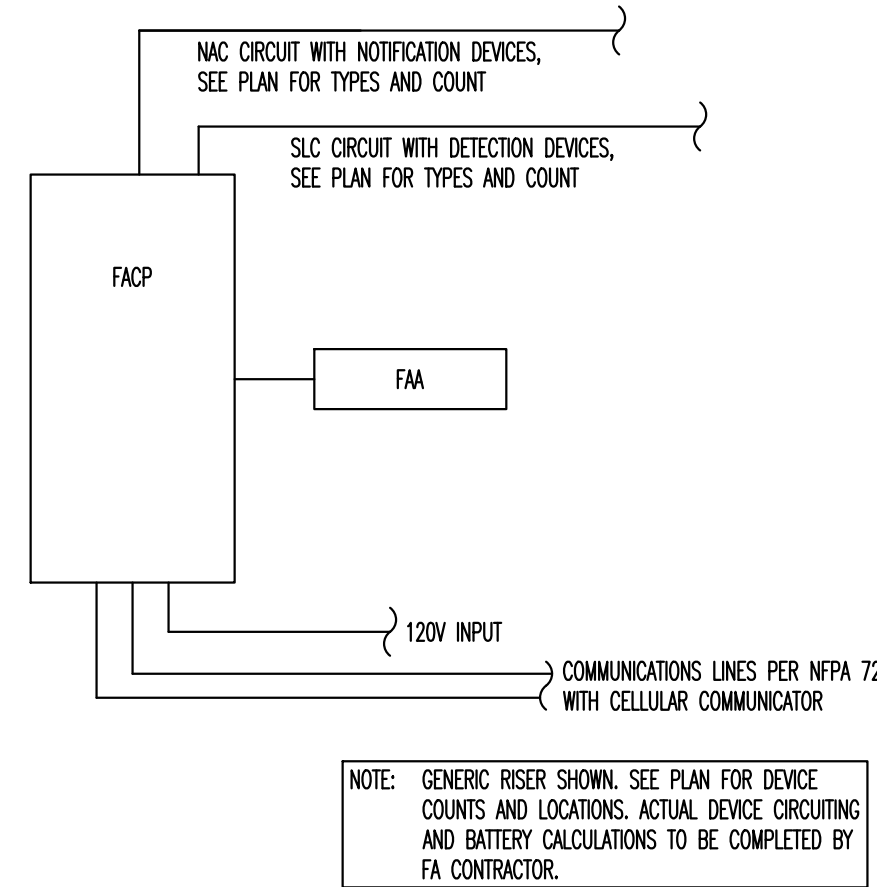 NAC CIRCUIT WITH NOTIFICATION DEVICES,
SEE PLAN FOR TYPES AND COUNT
SLC CIRCUIT WITH DETECTION DEVICES,
SEE PLAN FOR TYPES AND COUNT
FACP
FAA
120V INPUT
COMMUNICATIONS LINES PER NFPA 72
WITH CELLULAR COMMUNICATOR
NOTE: GENERIC RISER SHOWN. SEE PLAN FOR DEVICE
COUNTS AND LOCATIONS. ACTUAL DEVICE CIRCUITING
AND BATTERY CALCULATIONS TO BE COMPLETED BY
FA CONTRACTOR.